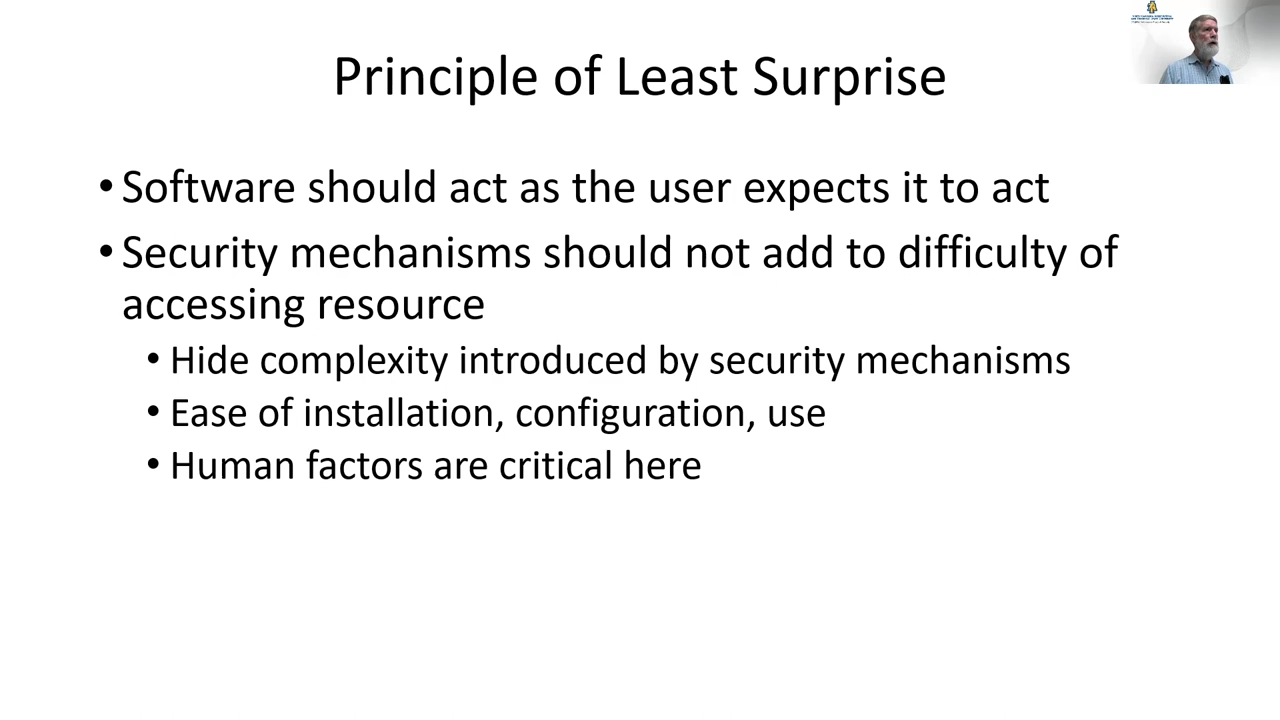 Principle of Least Surprise
• Software should act as the user expects it to act
• Security mechanisms should not add to difficulty of
accessing resource
• Hide complexity introduced by security mechanisms
• Ease of installation, configuration, use
• Human factors are critical here